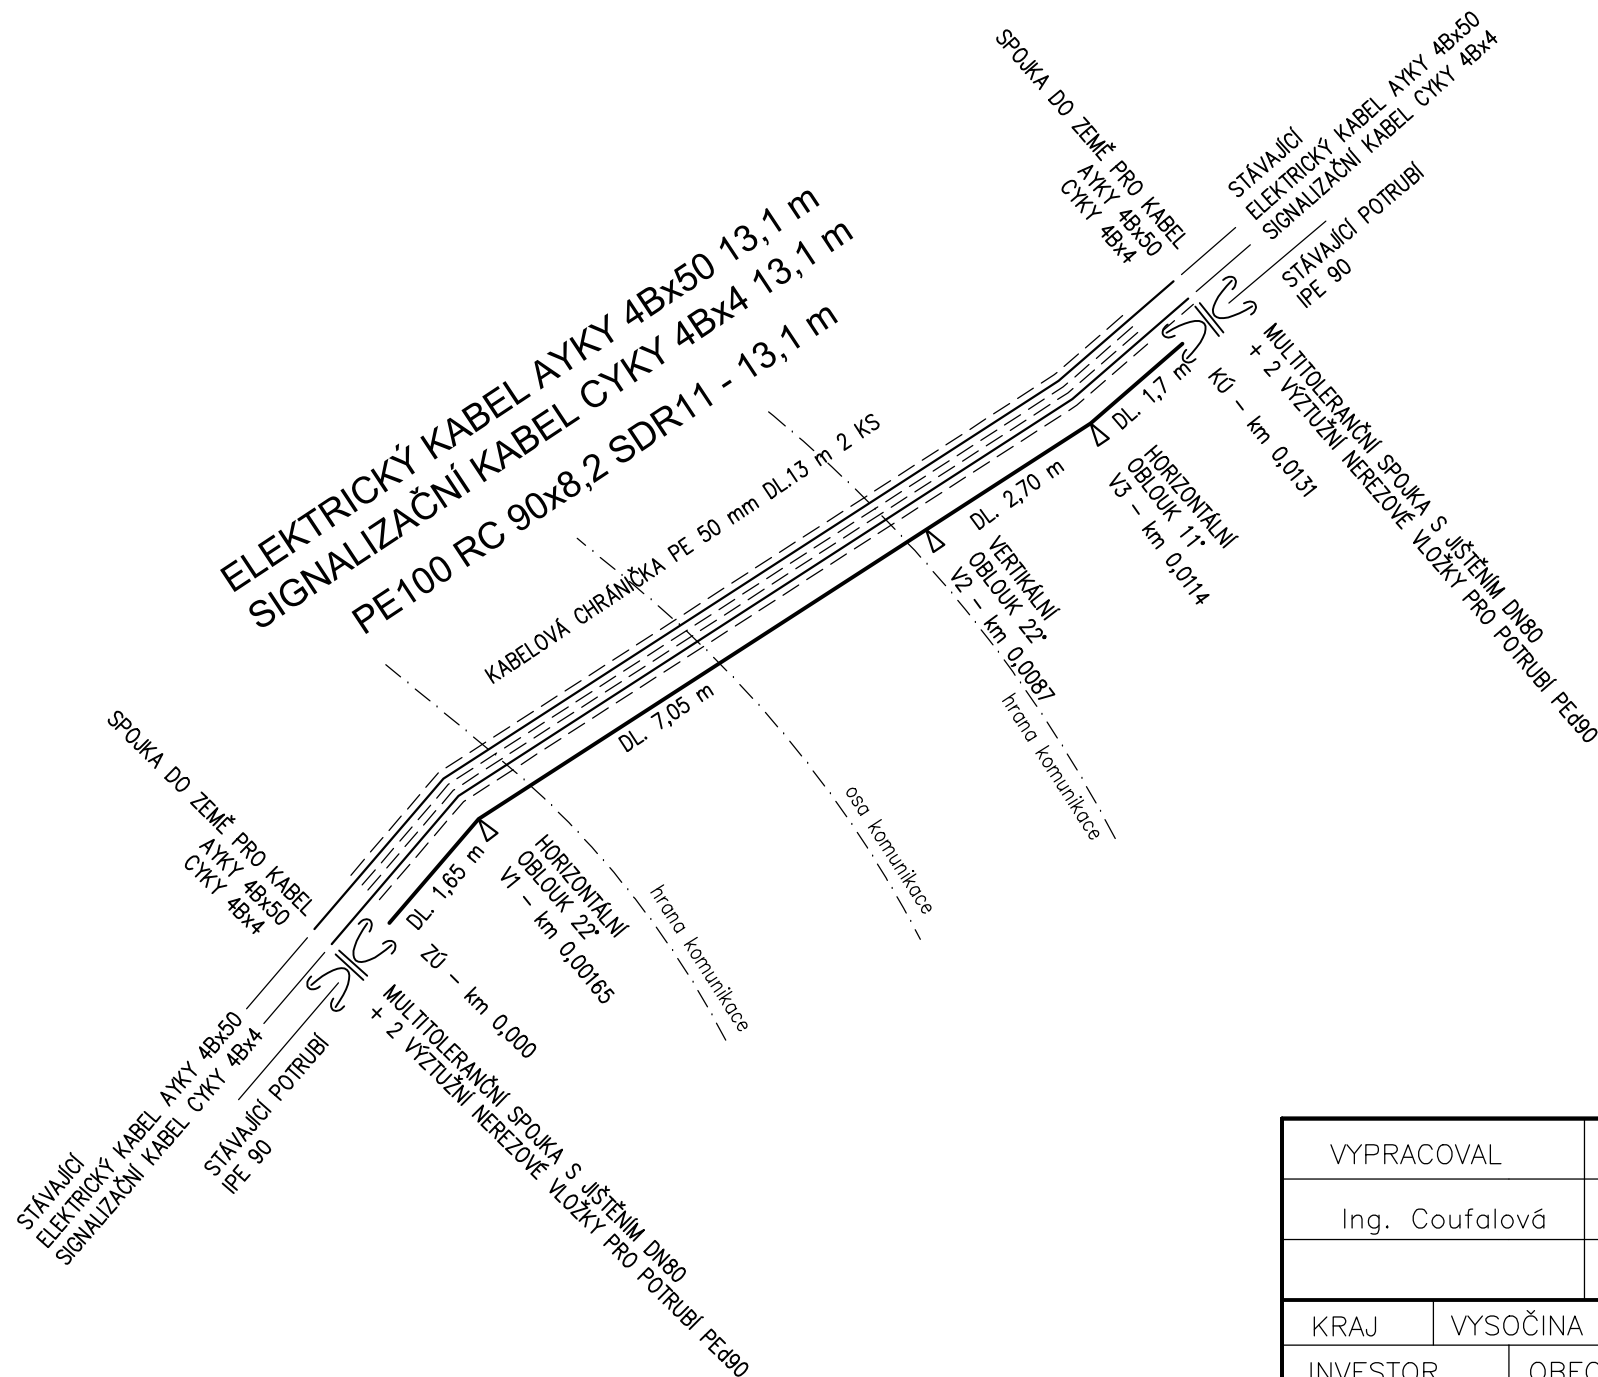 SPOJKA DO ZEMĚ PRO KABEL
AYKY 4Bx50
CYKY 4Bx4
STÁVAJÍCÍ
ELEKTRICKÝ KABEL AYKY 4Bx50
SIGNALIZAČNÍ KABEL CYKY 4Bx4
STÁVAJÍCÍ POTRUBÍ
IPE 90
ELEKTRICKÝ KABEL AYKY 4Bx50 13,1 m
SIGNALIZAČNÍ KABEL CYKY 4Bx4 13,1 m
PE100 RC 90x8,2 SDR11 - 13,1 m
KABELOVÁ CHRÁNIČKA PE 50 mm DL.13 m 2 KS
MULTITOLERANČNÍ SPOJKA S JIŠTĚNÍM DN80
+ 2 VÝZTUŽNÍ NEREZOVÉ VLOŽKY PRO POTRUBÍ PEd90
KÚ – km 0,0131
DL. 1,7 m
HORIZONTÁLNÍ
OBLOUK 11°
V3 – km 0,0114
DL. 2,70 m
VERTIKÁLNÍ
OBLOUK 22°
V2 – km 0,0087
hrana komunikace
DL. 7,05 m
osa komunikace
SPOJKA DO ZEMĚ PRO KABEL
AYKY 4Bx50
CYKY 4Bx4
DL. 1,65 m
HORIZONTÁLNÍ
OBLOUK 22°
V1 – km 0,00165
hrana komunikace
ZÚ – km 0,000
MULTITOLERANČNÍ SPOJKA S JIŠTĚNÍM DN80
+ 2 VÝZTUŽNÍ NEREZOVÉ VLOŽKY PRO POTRUBÍ PEd90
STÁVAJÍCÍ
ELEKTRICKÝ KABEL AYKY 4Bx50
SIGNALIZAČNÍ KABEL CYKY 4Bx4
STÁVAJÍCÍ POTRUBÍ
IPE 90
VYPRACOVAL
Ing. Coufalová
KRAJ VYSOČINA
INVESTOR OBEC